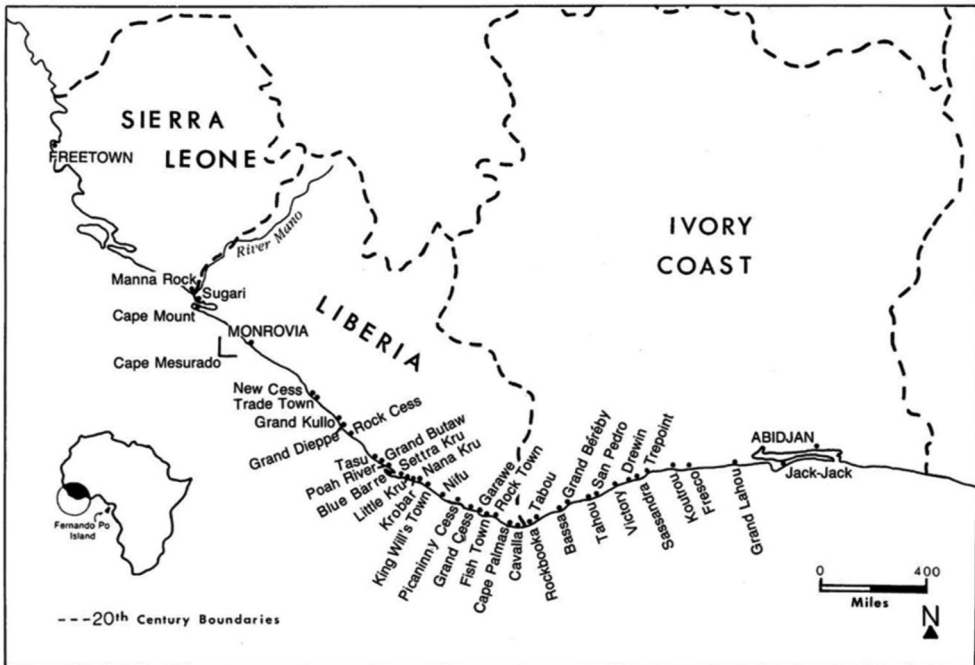 SIERRA
LEONE
FREETOWN
River Mano
IVORY
COAST
LIBERIA
Manna Rock
Sugari
Cape Mount
MONROVIA
Cape Mesurado
New Cess
Trade Town
Grand Kullo
Rock Cess
Grand Dieppe
Tasu
Grand Butaw
Poah River
Settra Kru
Blue Barre
Nana Kru
Little Kru
Krobar
Nifu
King Will's Town
Picaninny Cess
Garawe
Grand Cess
Rock Town
Fish Town
Cape Palmas
Tabou
Cavalla
Rockbooka
Grand Béréby
Bassa
San Pedro
Tahou
Drewin
Victory
Trepoint
Sassandra
Koutrou
Fresco
Grand Lahou
ABIDJAN
Jack-Jack
Fernando Po
Island
0 400
Miles
N
---20th Century Boundaries